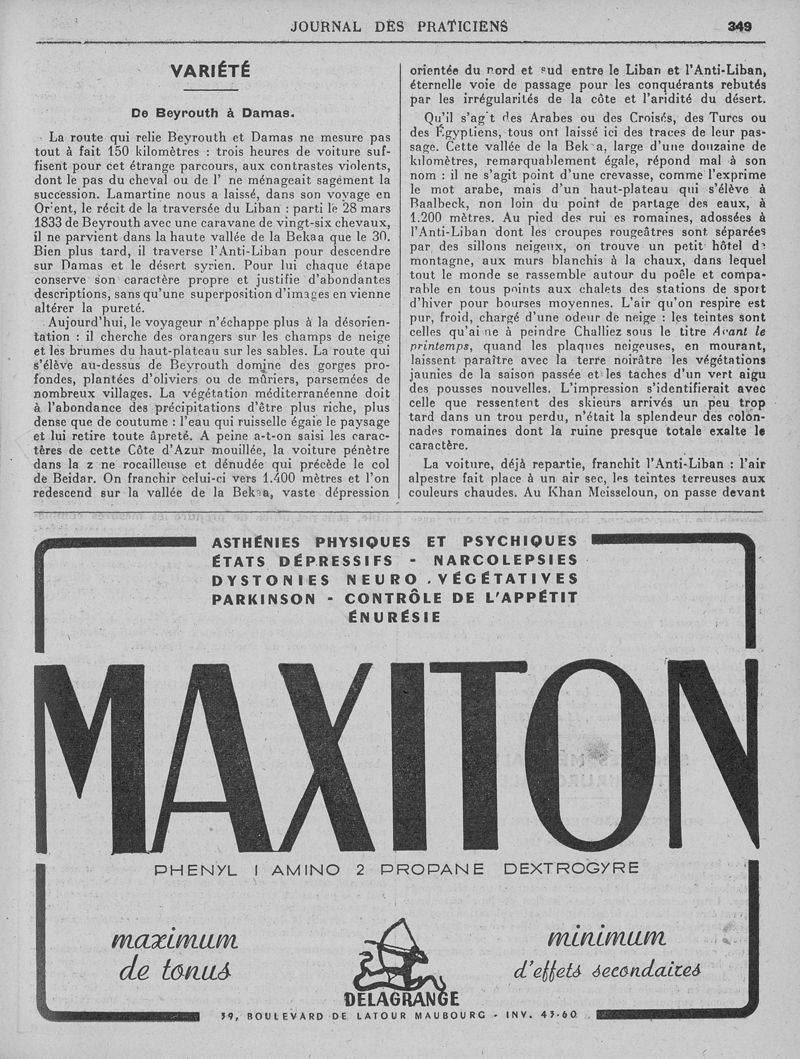 JOURNAL DES PRATICIENS
349
VARIÉTÉ
De Beyrouth à Damas.
La route qui relie Beyrouth et Damas ne mesure pas
tout à fait 150 kilomètres : trois heures de voiture suf-
fisent pour cet étrange parcours, aux contrastes violents,
dont le pas du cheval ou de l' ne ménageait sagement la
succession. Lamartine nous a laissé, dans son voyage en
Orient, le récit de la traversée du Liban : parti le 28 mars
1833 de Beyrouth avec une caravane de vingt-six chevaux,
il ne parvient dans la haute vallée de la Bekaa que le 30.
Bien plus tard, il traverse l'Anti-Liban pour descendre
sur Damas et le désert syrien. Pour lui chaque étape
conserve son caractère propre et justifie d'abondantes
descriptions, sans qu'une superposition d'images en vienne
altérer la pureté.
Aujourd'hui, le voyageur n'échappe plus à la désorien-
tation : il cherche des orangers sur les champs de neige
et les brumes du haut-plateau sur les sables. La route qui
s'élève au-dessus de Beyrouth domine des gorges pro-
fondes, plantées d'oliviers ou de mûriers, parsemées de
nombreux villages. La végétation méditerranéenne doit
à l'abondance des précipitations d'être plus riche, plus
dense que de coutume : l'eau qui ruisselle égaie le paysage
et lui retire toute âpreté. A peine a-t-on saisi les carac-
tères de cette Côte d'Azur mouillée, la voiture pénètre
dans la z ne rocailleuse et dénudée qui précède le col
de Beidar. On franchir celui-ci vers 1.400 mètres et l'on
redescend sur la vallée de la Bekaa, vaste dépression
orientée du nord et sud entre le Liban et l'Anti-Liban,
éternelle voie de passage pour les conquérants rebutés
par les irrégularités de la côte et l'aridité du désert.
Qu'il s'ag't des Arabes ou des Croisés, des Turcs ou
des Égyptiens, tous ont laissé ici des traces de leur pas-
sage. Cette vallée de la Bekaa, large d'une douzaine de
kilomètres, remarquablement égale, répond mal à son
nom : il ne s'agit point d'une crevasse, comme l'exprime
le mot arabe, mais d'un haut-plateau qui s'élève à
Baalbeck, non loin du point de partage des eaux, à
1.200 mètres. Au pied des rui es romaines, adossées à
l'Anti-Liban dont les croupes rougeâtres sont séparées
par des sillons neigeux, on trouve un petit hôtel de
montagne, aux murs blanchis à la chaux, dans lequel
tout le monde se rassemble autour du poêle et compa-
rable en tous points aux chalets des stations de sport
d'hiver pour bourses moyennes. L'air qu'on respire est
pur, froid, chargé d'une odeur de neige : les teintes sont
celles qu'ai ne à peindre Challiez sous le titre Avant le
printemps, quand les plaques neigeuses, en mourant,
laissent paraître avec la terre noirâtre les végétations
jaunies de la saison passée et les taches d'un vert aigu
des pousses nouvelles. L'impression s'identifierait avec
celle que ressentent des skieurs arrivés un peu trop
tard dans un trou perdu, n'était la splendeur des colon-
nades romaines dont la ruine presque totale exalte le
caractère.
La voiture, déjà repartie, franchit l'Anti-Liban : l'air
alpestre fait place à un air sec, les teintes terreuses aux
couleurs chaudes. Au Khan Meisseloun, on passe devant
ASTHÉNIES PHYSIQUES ET PSYCHIQUES
ÉTATS DÉPRESSIFS - NARCOLEPSIES
DYSTONIES NEURO . VÉGÉTATIVES
PARKINSON - CONTRÔLE DE L'APPÉTIT
ÉNURÉSIE
MAXITON
PHENYL 1 AMINO 2 PROPANE DEXTROGYRE
maximum
de tonus
minimum
d'effets secondaires
DELAGRANGE
39, BOULEVARD DE LATOUR MAUBOURG - INV. 45-60